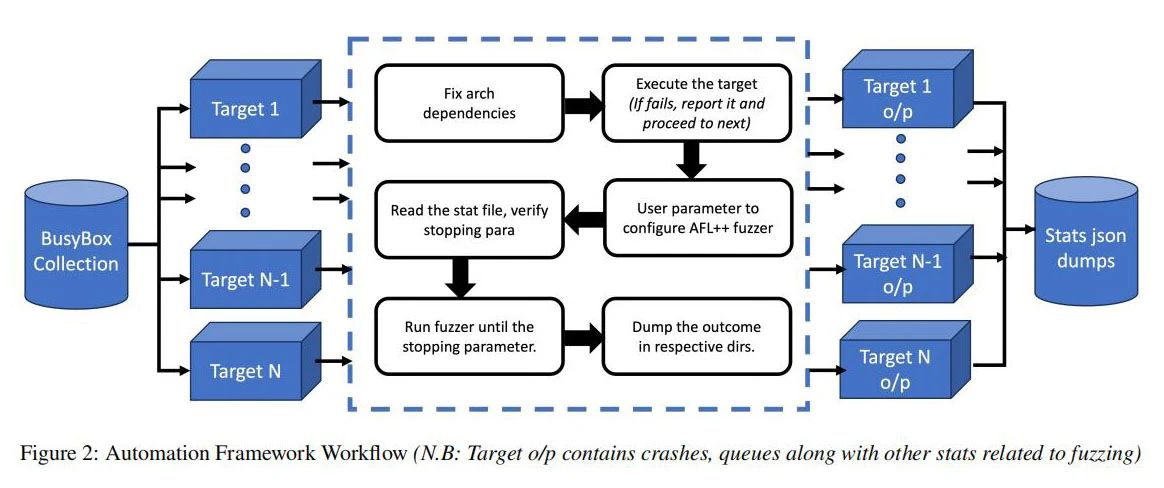 BusyBox
Collection
Target 1
Target N-1
Target N
Fix arch
dependencies
Execute the target
(If fails, report it and
proceed to next)
User parameter to
configure AFL++ fuzzer
Read the stat file, verify
stopping para
Run fuzzer until the
stopping parameter.
Dump the outcome
in respective dirs.
Target 1
o/p
Target N-1
o/p
Target N
o/p
Stats json
dumps
Figure 2: Automation Framework Workflow (N.B: Target o/p contains crashes, queues along with other stats related to fuzzing)